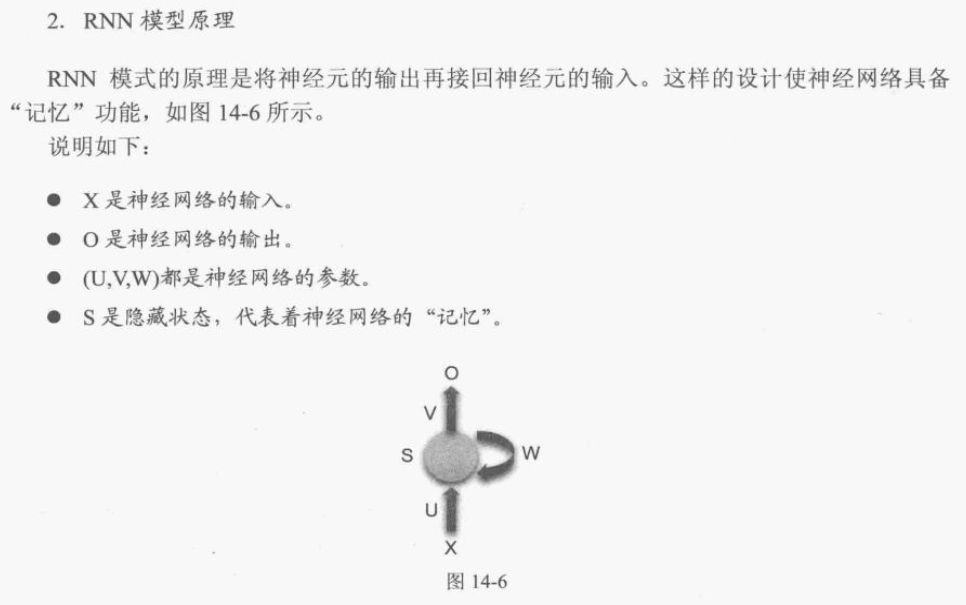 2. RNN 模型原理
RNN 模式的原理是将神经元的输出再接回神经元的输入。这样的设计使神经网络具备
“记忆”功能，如图 14-6 所示。
说明如下：
● X 是神经网络的输入。
● O 是神经网络的输出。
● (U,V,W)都是神经网络的参数。
● S 是隐藏状态，代表着神经网络的“记忆”。
O
V
S
W
U
X
图 14-6